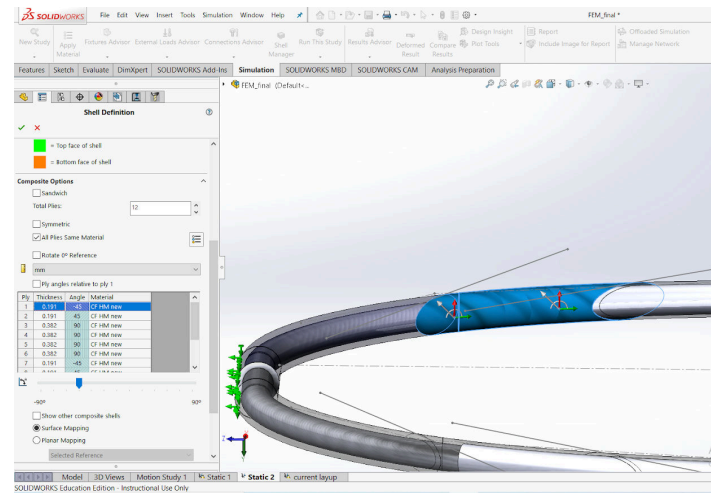 SOLIDWORKS File Edit View Insert Tools Simulation Window Help FEM_final *
New Study Apply Material Fixtures Advisor External Loads Advisor Connections Advisor Shell Manager Run This Study Results Advisor Deformed Result Compare Results Design Insight Plot Tools Report Include Image for Report Offloaded Simulation Manage Network
Features Sketch Evaluate DimXpert SOLIDWORKS Add-Ins Simulation SOLIDWORKS MBD SOLIDWORKS CAM Analysis Preparation
FEM_final (Default<...
Shell Definition
= Top face of shell
= Bottom face of shell
Composite Options
Sandwich
Total Plies: 12
Symmetric
All Plies Same Material
Rotate 0º Reference
mm
Ply angles relative to ply 1
Ply Thickness Angle Material
1 0.191 -45 CF HM new
2 0.191 45 CF HM new
3 0.382 90 CF HM new
4 0.382 90 CF HM new
5 0.382 90 CF HM new
6 0.382 90 CF HM new
7 0.191 -45 CF HM new
-90º 90º
Show other composite shells
Surface Mapping
Planar Mapping
Selected Reference
Z
Y
Model 3D Views Motion Study 1 Static 1 Static 2 current layup
SOLIDWORKS Education Edition - Instructional Use Only